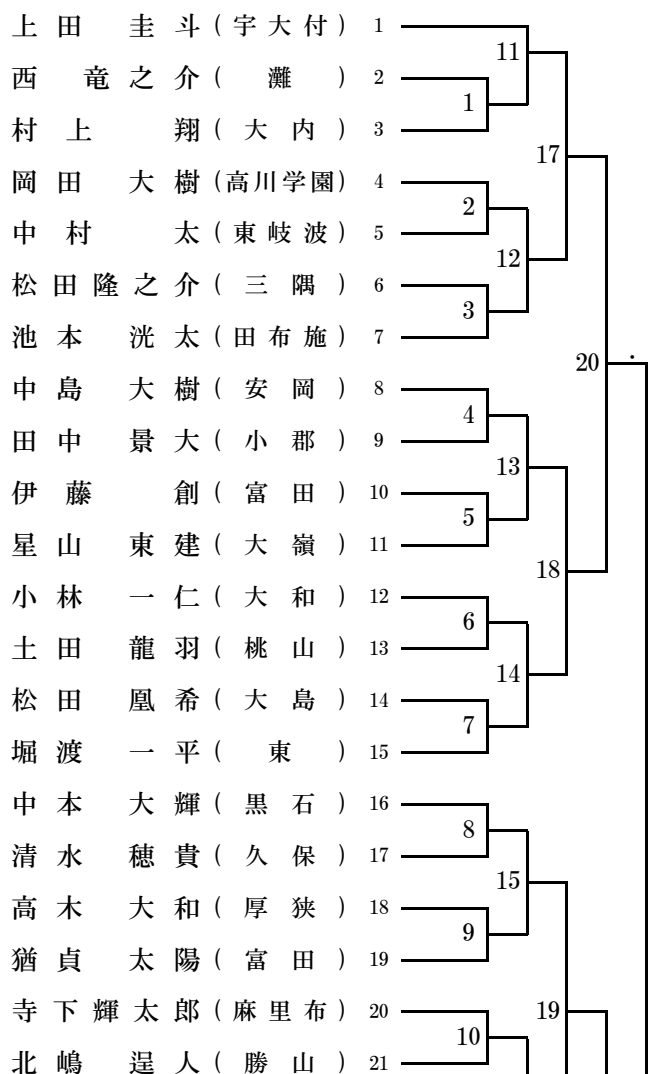 上田 圭斗 (宇大付) 1
西 竜之介 (灘) 2
村上 翔 (大内) 3
岡田 大樹 (高川学園) 4
中村 太 (東岐波) 5
松田隆之介 (三隅) 6
池本 洸太 (田布施) 7
中島 大樹 (安岡) 8
田中 景大 (小郡) 9
伊藤 創 (富田) 10
星山 東建 (大嶺) 11
小林 一仁 (大和) 12
土田 龍羽 (桃山) 13
松田 凰希 (大島) 14
堀渡 一平 (東) 15
中本 大輝 (黒石) 16
清水 穂貴 (久保) 17
高木 大和 (厚狭) 18
猶貞 太陽 (富田) 19
寺下輝太郎 (麻里布) 20
北嶋 逞人 (勝山) 21
1
2
3
4
5
6
7
8
9
10
11
12
13
14
15
17
18
19
20